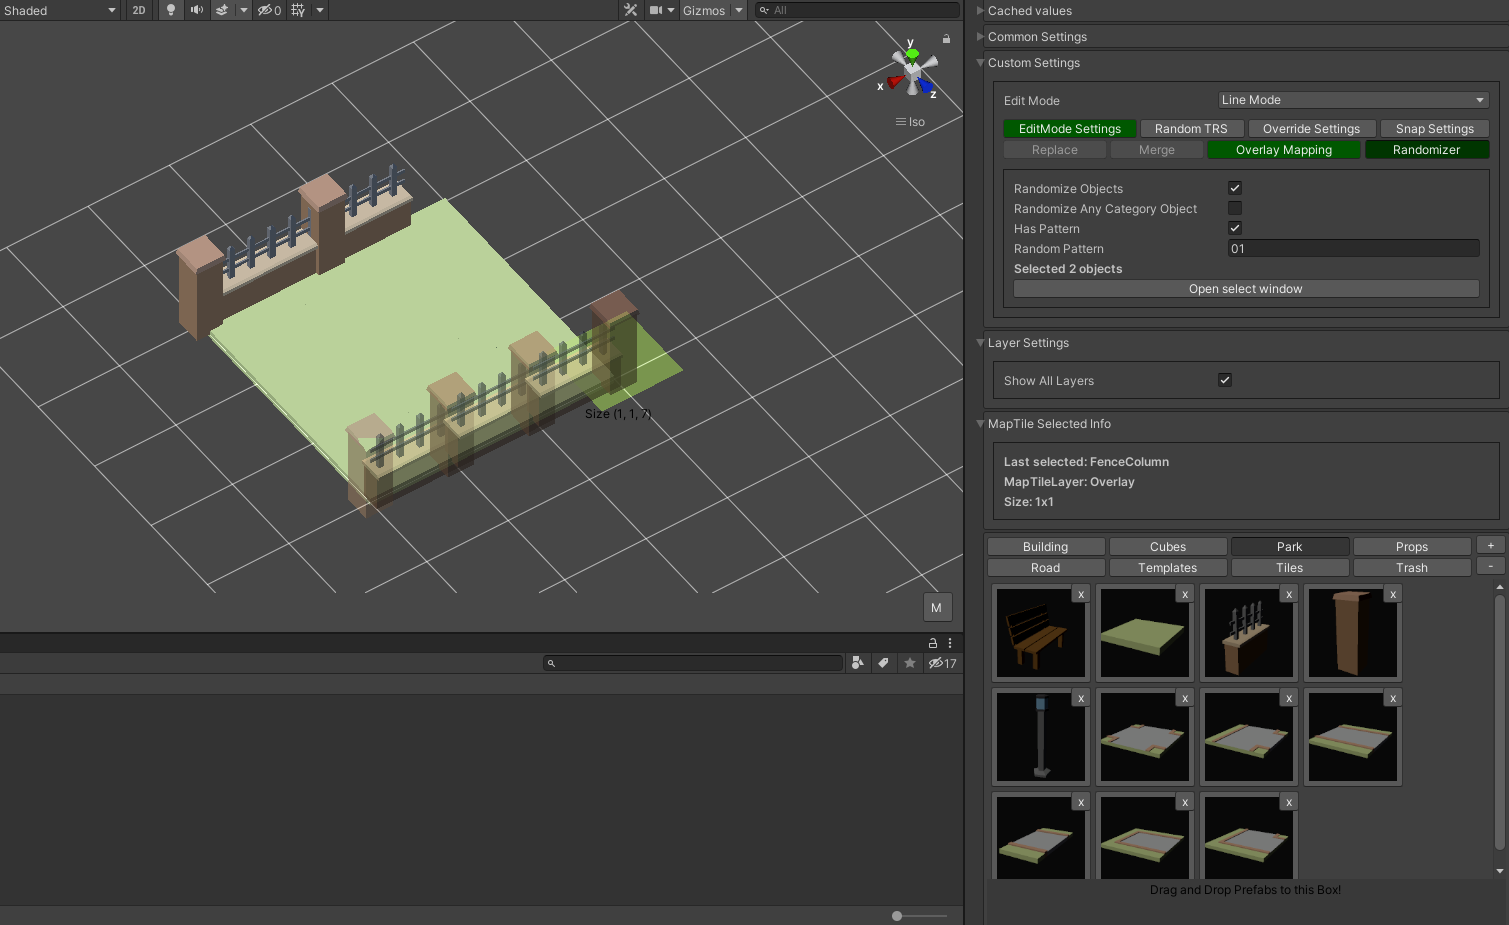 Shaded
2D
0
Gizmos
All
y
x
z
Iso
Size (1, 1, 7)
M
17
Cached values
Common Settings
Custom Settings
Edit Mode
Line Mode
EditMode Settings
Random TRS
Override Settings
Snap Settings
Replace
Merge
Overlay Mapping
Randomizer
Randomize Objects
Randomize Any Category Object
Has Pattern
Random Pattern
01
Selected 2 objects
Open select window
Layer Settings
Show All Layers
MapTile Selected Info
Last selected: FenceColumn
MapTileLayer: Overlay
Size: 1x1
Building
Cubes
Park
Props
+
Road
Templates
Tiles
Trash
-
x
x
x
x
x
x
x
x
x
x
x
Drag and Drop Prefabs to this Box!